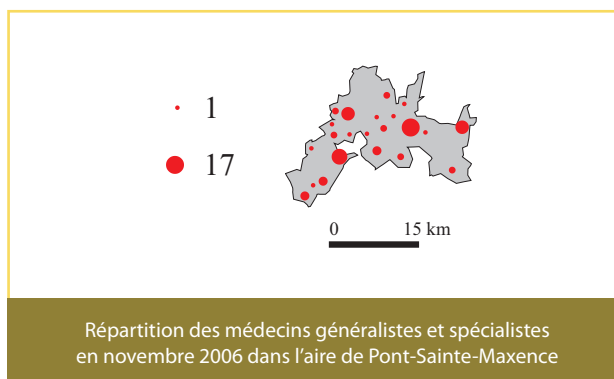 1
17
0 15 km
Répartition des médecins généralistes et spécialistes
en novembre 2006 dans l'aire de Pont-Sainte-Maxence